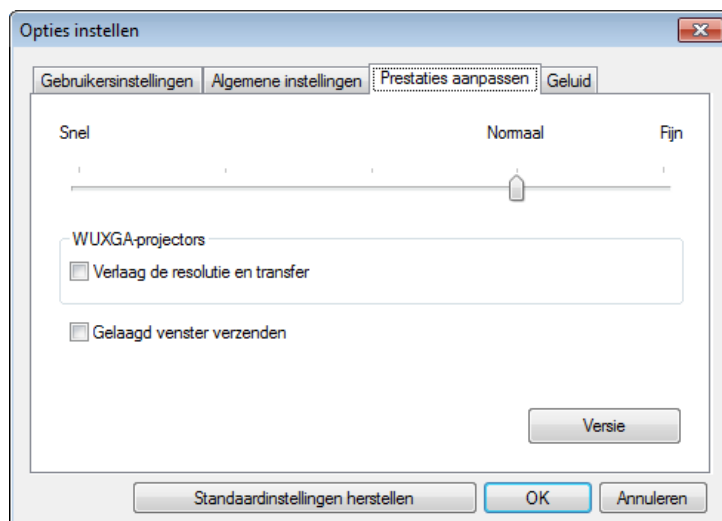 Opties instellen
Gebruikersinstellingen Algemene instellingen Prestaties aanpassen Geluid
Snel Normaal Fijn
WUXGA-projectors
Verlaag de resolutie en transfer
Gelaagd venster verzenden
Versie
Standaardinstellingen herstellen OK Annuleren